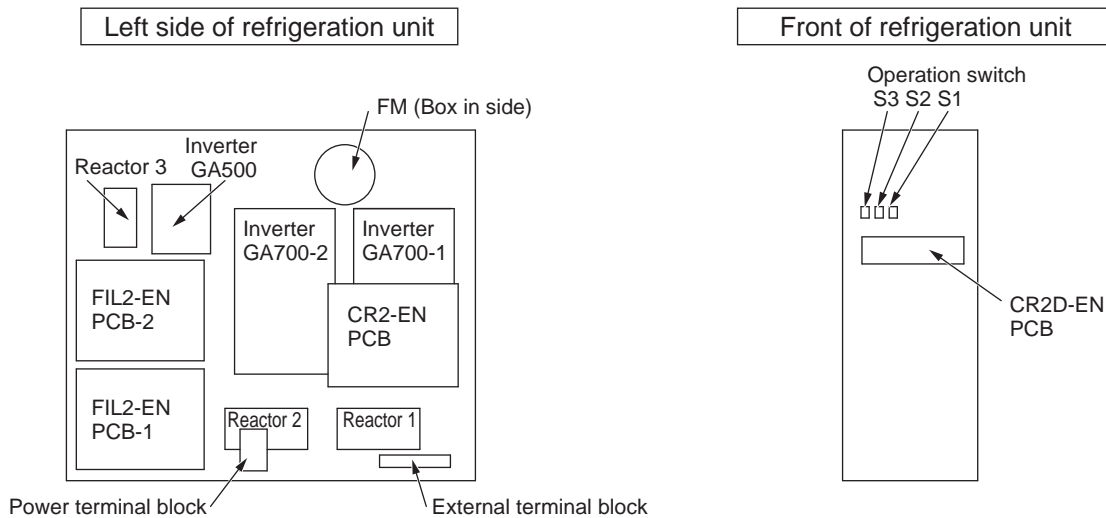 Left side of refrigeration unit
FM (Box in side)
Inverter
GA500
Reactor 3
Inverter
GA700-2
Inverter
GA700-1
FIL2-EN
PCB-2
CR2-EN
PCB
FIL2-EN
PCB-1
Reactor 2
Reactor 1
Power terminal block
External terminal block
Front of refrigeration unit
Operation switch
S3 S2 S1
CR2D-EN
PCB